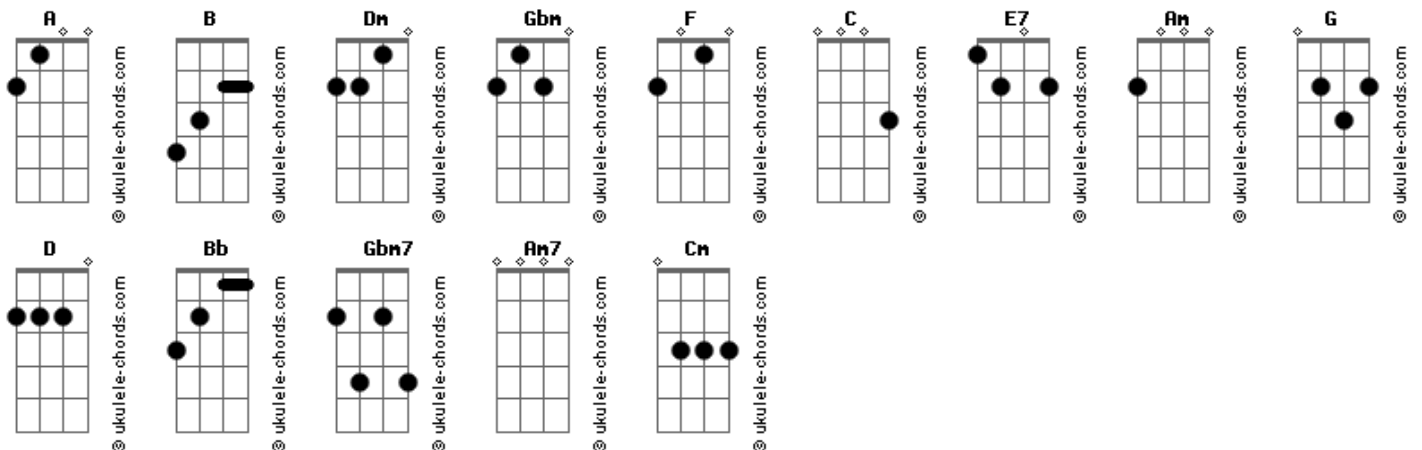 A B Dm Gbm F C E7 Am G
© ukulele-chords.com © ukulele-chords.com © ukulele-chords.com © ukulele-chords.com © ukulele-chords.com © ukulele-chords.com © ukulele-chords.com © ukulele-chords.com © ukulele-chords.com
D Bb Gbm7 Am7 Cm
© ukulele-chords.com © ukulele-chords.com © ukulele-chords.com © ukulele-chords.com © ukulele-chords.com